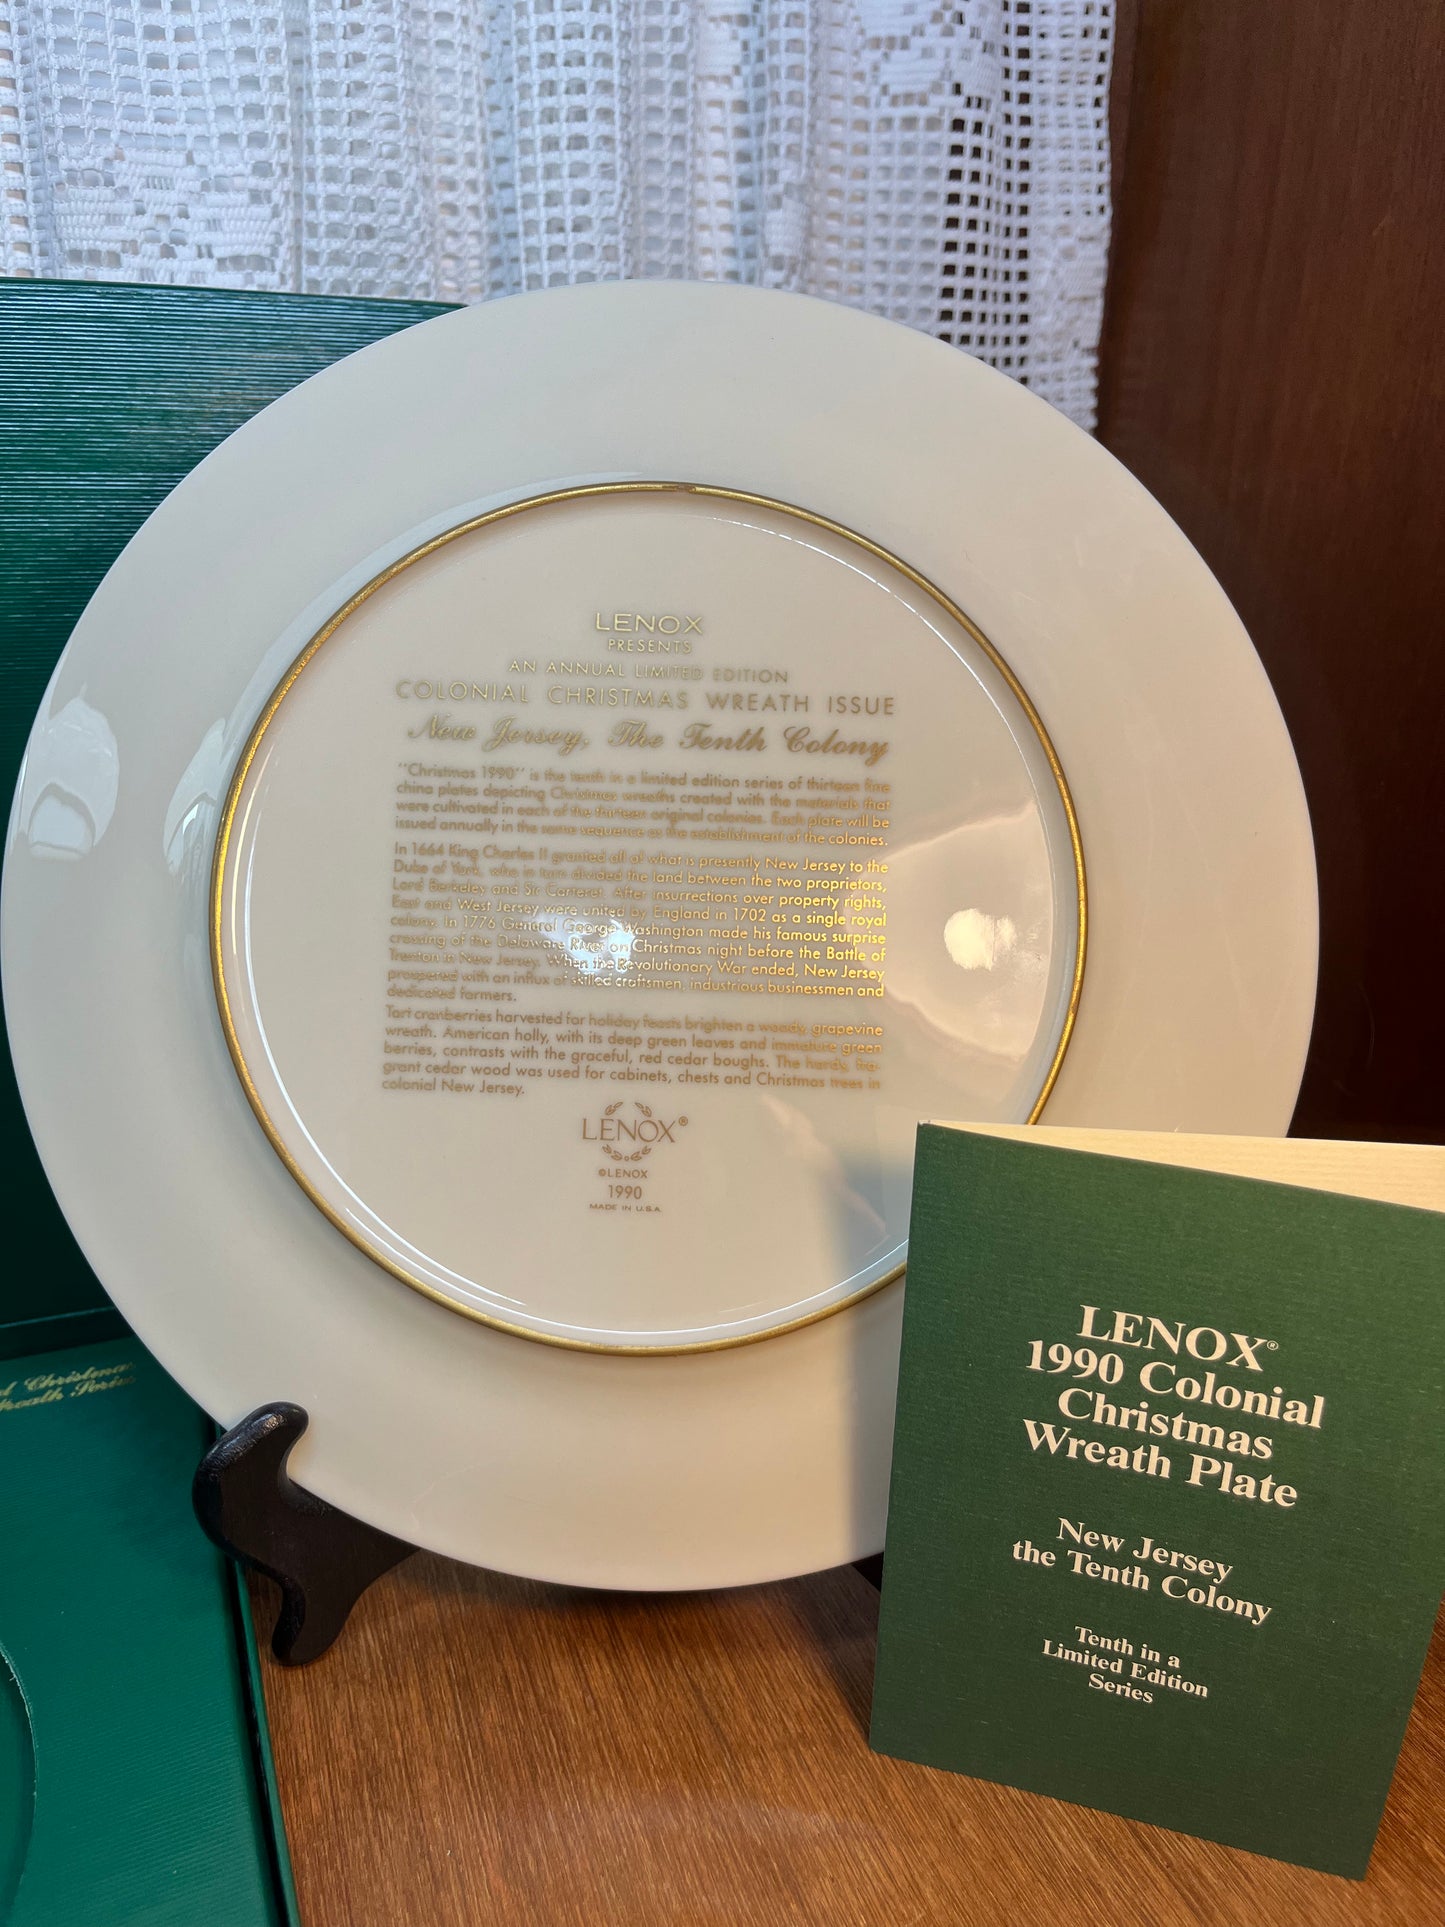 LENOX
PRESENTS
AN ANNUAL LIMITED EDITION
COLONIAL CHRISTMAS WREATH ISSUE
New Jersey, The Tenth Colony
"Christmas 1990" is the tenth in a limited edition series of thirteen fine
china plates depicting Christmas wreaths created with the materials that
were cultivated in each of the thirteen original colonies. Each plate will be
issued annually in the same sequence as the establishment of the colonies.
In 1664 King Charles II granted all of what is presently New Jersey to the
Duke of York, who in turn divided the land between the two proprietors,
Lord Berkeley and Sir Carteret. After insurrections over property rights,
East and West Jersey were united by England in 1702 as a single royal
colony. In 1776 General George Washington made his famous surprise
crossing of the Delaware River on Christmas night before the Battle of
Trenton in New Jersey. When the Revolutionary War ended, New Jersey
prospered with an influx of skilled craftsmen, industrious businessmen and
dedicated farmers.
Tart cranberries harvested for holiday feasts brighten a woody, grapevine
wreath. American holly, with its deep green leaves and immature green
berries, contrasts with the graceful, red cedar boughs. The hardy, fra-
grant cedar wood was used for cabinets, chests and Christmas trees in
colonial New Jersey.
LENOX®
©LENOX
1990
MADE IN U.S.A.
Christmas
Series
LENOX®
1990 Colonial
Christmas
Wreath Plate
New Jersey
the Tenth Colony
Tenth in a
Limited Edition
Series